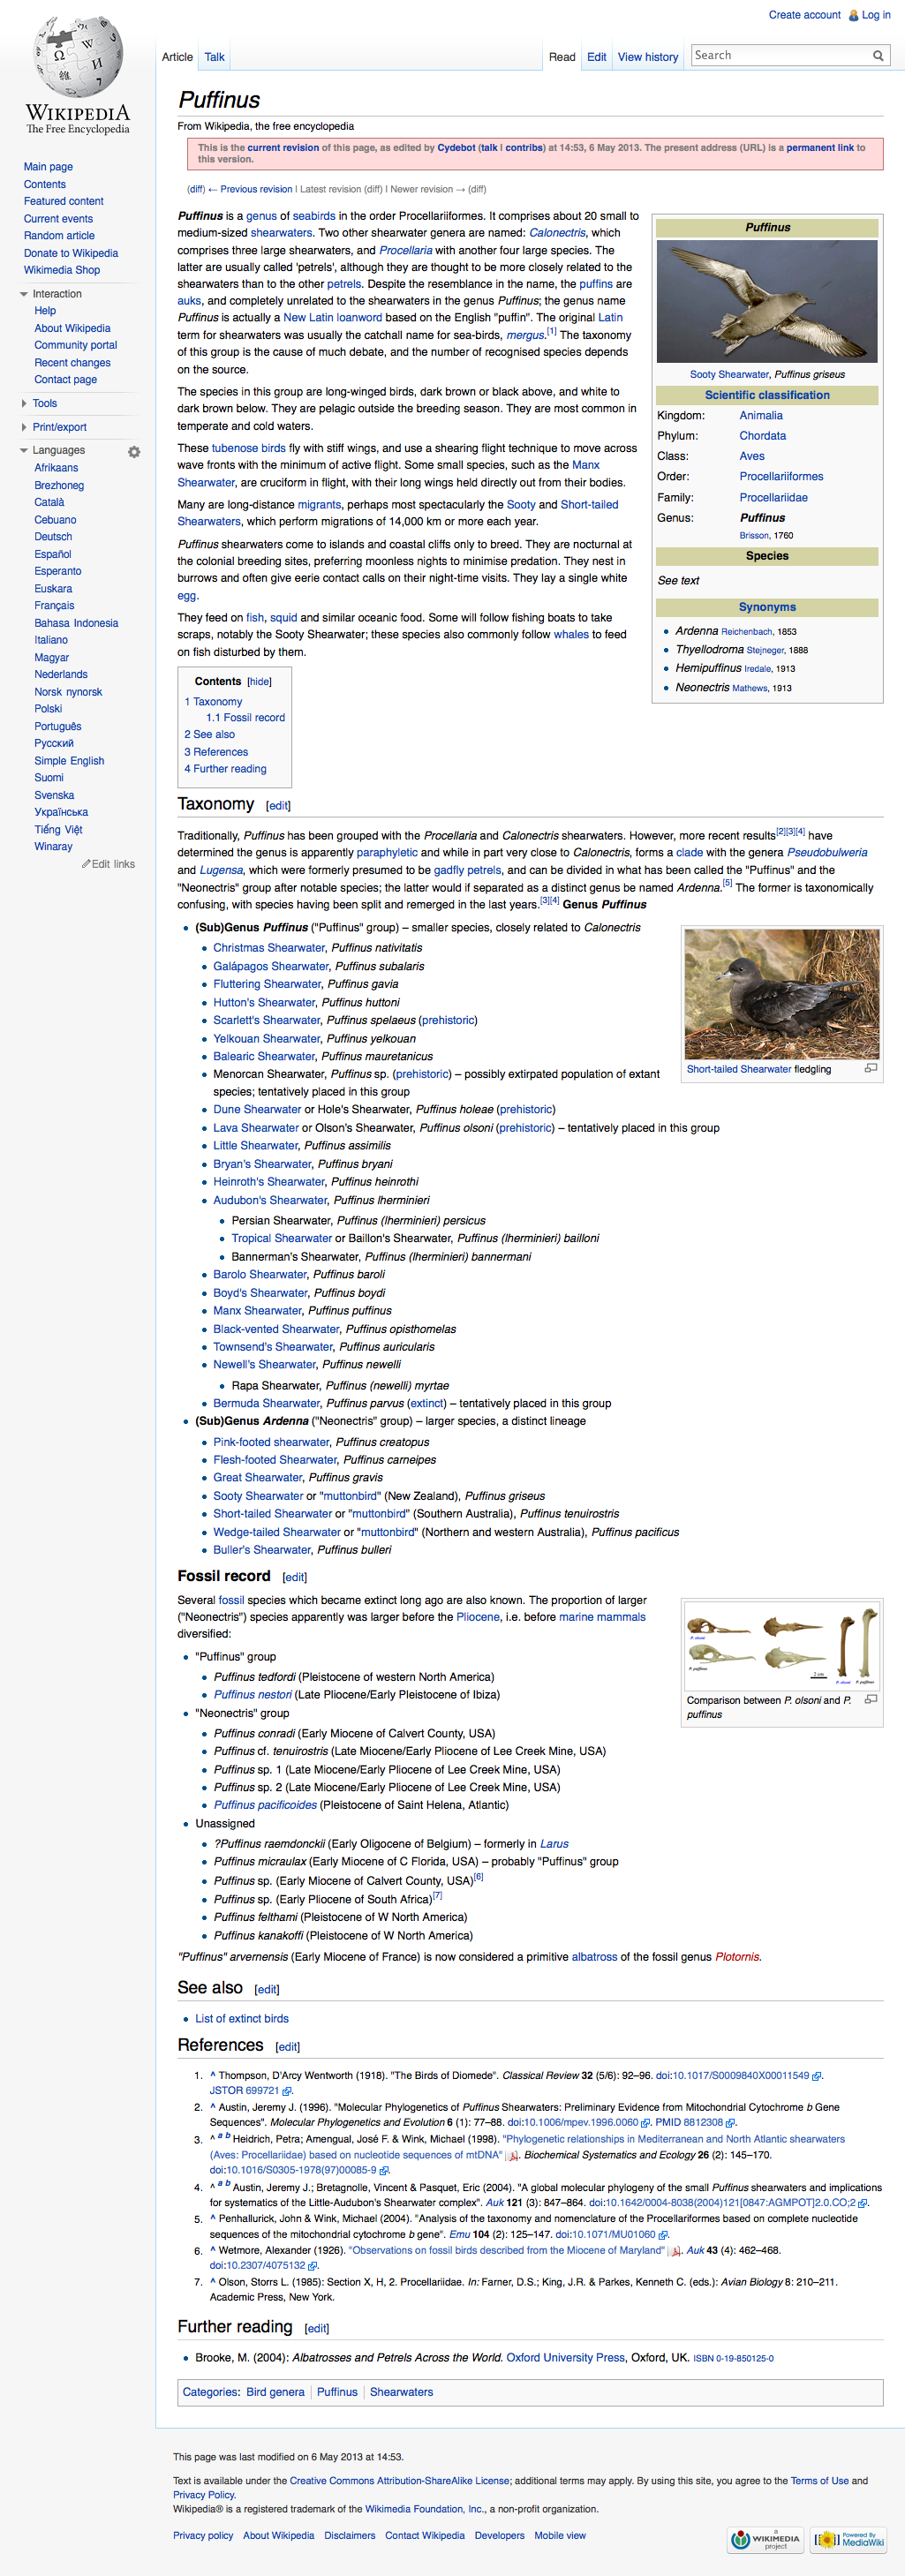 Create account Log in
WIKIPEDIA
The Free Encyclopedia
Article Talk Read Edit View history Search
Main page
Contents
Featured content
Current events
Random article
Donate to Wikipedia
Wikimedia Shop
Interaction
Help
About Wikipedia
Community portal
Recent changes
Contact page
Tools
Print/export
Languages
Afrikaans
Brezhoneg
Català
Cebuano
Deutsch
Español
Esperanto
Euskara
Français
Bahasa Indonesia
Italiano
Magyar
Nederlands
Norsk nynorsk
Polski
Português
Русский
Simple English
Suomi
Svenska
Українська
Tiếng Việt
Winaray
Edit links
Puffinus
From Wikipedia, the free encyclopedia
This is the current revision of this page, as edited by Cydebot (talk | contribs) at 14:53, 6 May 2013. The present address (URL) is a permanent link to
this version.
(diff) ← Previous revision | Latest revision (diff) | Newer revision → (diff)
Puffinus is a genus of seabirds in the order Procellariiformes. It comprises about 20 small to
medium-sized shearwaters. Two other shearwater genera are named: Calonectris, which
comprises three large shearwaters, and Procellaria with another four large species. The
latter are usually called 'petrels', although they are thought to be more closely related to the
shearwaters than to the other petrels. Despite the resemblance in the name, the puffins are
auks, and completely unrelated to the shearwaters in the genus Puffinus; the genus name
Puffinus is actually a New Latin loanword based on the English "puffin". The original Latin
term for shearwaters was usually the catchall name for sea-birds, mergus.[1] The taxonomy
of this group is the cause of much debate, and the number of recognised species depends
on the source.
The species in this group are long-winged birds, dark brown or black above, and white to
dark brown below. They are pelagic outside the breeding season. They are most common in
temperate and cold waters.
These tubenose birds fly with stiff wings, and use a shearing flight technique to move across
wave fronts with the minimum of active flight. Some small species, such as the Manx
Shearwater, are cruciform in flight, with their long wings held directly out from their bodies.
Many are long-distance migrants, perhaps most spectacularly the Sooty and Short-tailed
Shearwaters, which perform migrations of 14,000 km or more each year.
Puffinus shearwaters come to islands and coastal cliffs only to breed. They are nocturnal at
the colonial breeding sites, preferring moonless nights to minimise predation. They nest in
burrows and often give eerie contact calls on their night-time visits. They lay a single white
egg.
They feed on fish, squid and similar oceanic food. Some will follow fishing boats to take
scraps, notably the Sooty Shearwater; these species also commonly follow whales to feed
on fish disturbed by them.
Puffinus
Sooty Shearwater, Puffinus griseus
Scientific classification
Kingdom: Animalia
Phylum: Chordata
Class: Aves
Order: Procellariiformes
Family: Procellariidae
Genus: Puffinus
Brisson, 1760
Species
See text
Synonyms
Ardenna Reichenbach, 1853
Thyellodroma Stejneger, 1888
Hemipuffinus Iredale, 1913
Neonectris Mathews, 1913
Contents [hide]
1 Taxonomy
1.1 Fossil record
2 See also
3 References
4 Further reading
Taxonomy [edit]
Traditionally, Puffinus has been grouped with the Procellaria and Calonectris shearwaters. However, more recent results[2][3][4] have
determined the genus is apparently paraphyletic and while in part very close to Calonectris, forms a clade with the genera Pseudobulweria
and Lugensa, which were formerly presumed to be gadfly petrels, and can be divided in what has been called the "Puffinus" and the
"Neonectris" group after notable species; the latter would if separated as a distinct genus be named Ardenna.[5] The former is taxonomically
confusing, with species having been split and remerged in the last years.[3][4] Genus Puffinus
(Sub)Genus Puffinus ("Puffinus" group) – smaller species, closely related to Calonectris
Christmas Shearwater, Puffinus nativitatis
Galápagos Shearwater, Puffinus subalaris
Fluttering Shearwater, Puffinus gavia
Hutton's Shearwater, Puffinus huttoni
Scarlett's Shearwater, Puffinus spelaeus (prehistoric)
Yelkouan Shearwater, Puffinus yelkouan
Balearic Shearwater, Puffinus mauretanicus
Menorcan Shearwater, Puffinus sp. (prehistoric) – possibly extirpated population of extant
species; tentatively placed in this group
Dune Shearwater or Hole's Shearwater, Puffinus holeae (prehistoric)
Lava Shearwater or Olson's Shearwater, Puffinus olsoni (prehistoric) – tentatively placed in this group
Little Shearwater, Puffinus assimilis
Bryan's Shearwater, Puffinus bryani
Heinroth's Shearwater, Puffinus heinrothi
Audubon's Shearwater, Puffinus lherminieri
Persian Shearwater, Puffinus (lherminieri) persicus
Tropical Shearwater or Baillon's Shearwater, Puffinus (lherminieri) bailloni
Bannerman's Shearwater, Puffinus (lherminieri) bannermani
Barolo Shearwater, Puffinus baroli
Boyd's Shearwater, Puffinus boydi
Manx Shearwater, Puffinus puffinus
Black-vented Shearwater, Puffinus opisthomelas
Townsend's Shearwater, Puffinus auricularis
Newell's Shearwater, Puffinus newelli
Rapa Shearwater, Puffinus (newelli) myrtae
Bermuda Shearwater, Puffinus parvus (extinct) – tentatively placed in this group
Short-tailed Shearwater fledgling
(Sub)Genus Ardenna ("Neonectris" group) – larger species, a distinct lineage
Pink-footed shearwater, Puffinus creatopus
Flesh-footed Shearwater, Puffinus carneipes
Great Shearwater, Puffinus gravis
Sooty Shearwater or "muttonbird" (New Zealand), Puffinus griseus
Short-tailed Shearwater or "muttonbird" (Southern Australia), Puffinus tenuirostris
Wedge-tailed Shearwater or "muttonbird" (Northern and western Australia), Puffinus pacificus
Buller's Shearwater, Puffinus bulleri
Fossil record [edit]
Several fossil species which became extinct long ago are also known. The proportion of larger
("Neonectris") species apparently was larger before the Pliocene, i.e. before marine mammals
diversified:
"Puffinus" group
Puffinus tedfordi (Pleistocene of western North America)
Puffinus nestori (Late Pliocene/Early Pleistocene of Ibiza)
"Neonectris" group
Puffinus conradi (Early Miocene of Calvert County, USA)
Puffinus cf. tenuirostris (Late Miocene/Early Pliocene of Lee Creek Mine, USA)
Puffinus sp. 1 (Late Miocene/Early Pliocene of Lee Creek Mine, USA)
Puffinus sp. 2 (Late Miocene/Early Pliocene of Lee Creek Mine, USA)
Puffinus pacificoides (Pleistocene of Saint Helena, Atlantic)
Unassigned
?Puffinus raemdonckii (Early Oligocene of Belgium) – formerly in Larus
Puffinus micraulax (Early Miocene of C Florida, USA) – probably "Puffinus" group
Puffinus sp. (Early Miocene of Calvert County, USA)[6]
Puffinus sp. (Early Pliocene of South Africa)[7]
Puffinus felthami (Pleistocene of W North America)
Puffinus kanakoffi (Pleistocene of W North America)
P. olsoni
P. puffinus
2 cm
P. olsoni P. puffinus
Comparison between P. olsoni and P.
puffinus
"Puffinus" arvernensis (Early Miocene of France) is now considered a primitive albatross of the fossil genus Plotornis.
See also [edit]
List of extinct birds
References [edit]
1. ^ Thompson, D'Arcy Wentworth (1918). "The Birds of Diomede". Classical Review 32 (5/6): 92–96. doi:10.1017/S0009840X00011549.
JSTOR 699721.
2. ^ Austin, Jeremy J. (1996). "Molecular Phylogenetics of Puffinus Shearwaters: Preliminary Evidence from Mitochondrial Cytochrome b Gene
Sequences". Molecular Phylogenetics and Evolution 6 (1): 77–88. doi:10.1006/mpev.1996.0060. PMID 8812308.
3. ^ a b Heidrich, Petra; Amengual, José F. & Wink, Michael (1998). "Phylogenetic relationships in Mediterranean and North Atlantic shearwaters
(Aves: Procellariidae) based on nucleotide sequences of mtDNA". Biochemical Systematics and Ecology 26 (2): 145–170.
doi:10.1016/S0305-1978(97)00085-9.
4. ^ a b Austin, Jeremy J.; Bretagnolle, Vincent & Pasquet, Eric (2004). "A global molecular phylogeny of the small Puffinus shearwaters and implications
for systematics of the Little-Audubon's Shearwater complex". Auk 121 (3): 847–864. doi:10.1642/0004-8038(2004)121[0847:AGMPOT]2.0.CO;2.
5. ^ Penhallurick, John & Wink, Michael (2004). "Analysis of the taxonomy and nomenclature of the Procellariformes based on complete nucleotide
sequences of the mitochondrial cytochrome b gene". Emu 104 (2): 125–147. doi:10.1071/MU01060.
6. ^ Wetmore, Alexander (1926). "Observations on fossil birds described from the Miocene of Maryland". Auk 43 (4): 462–468.
doi:10.2307/4075132.
7. ^ Olson, Storrs L. (1985): Section X, H, 2. Procellariidae. In: Farner, D.S.; King, J.R. & Parkes, Kenneth C. (eds.): Avian Biology 8: 210–211.
Academic Press, New York.
Further reading [edit]
Brooke, M. (2004): Albatrosses and Petrels Across the World. Oxford University Press, Oxford, UK. ISBN 0-19-850125-0
Categories: Bird genera | Puffinus | Shearwaters
This page was last modified on 6 May 2013 at 14:53.
Text is available under the Creative Commons Attribution-ShareAlike License; additional terms may apply. By using this site, you agree to the Terms of Use and
Privacy Policy.
Wikipedia® is a registered trademark of the Wikimedia Foundation, Inc., a non-profit organization.
Privacy policy About Wikipedia Disclaimers Contact Wikipedia Developers Mobile view
a WIKIMEDIA project
Powered By MediaWiki